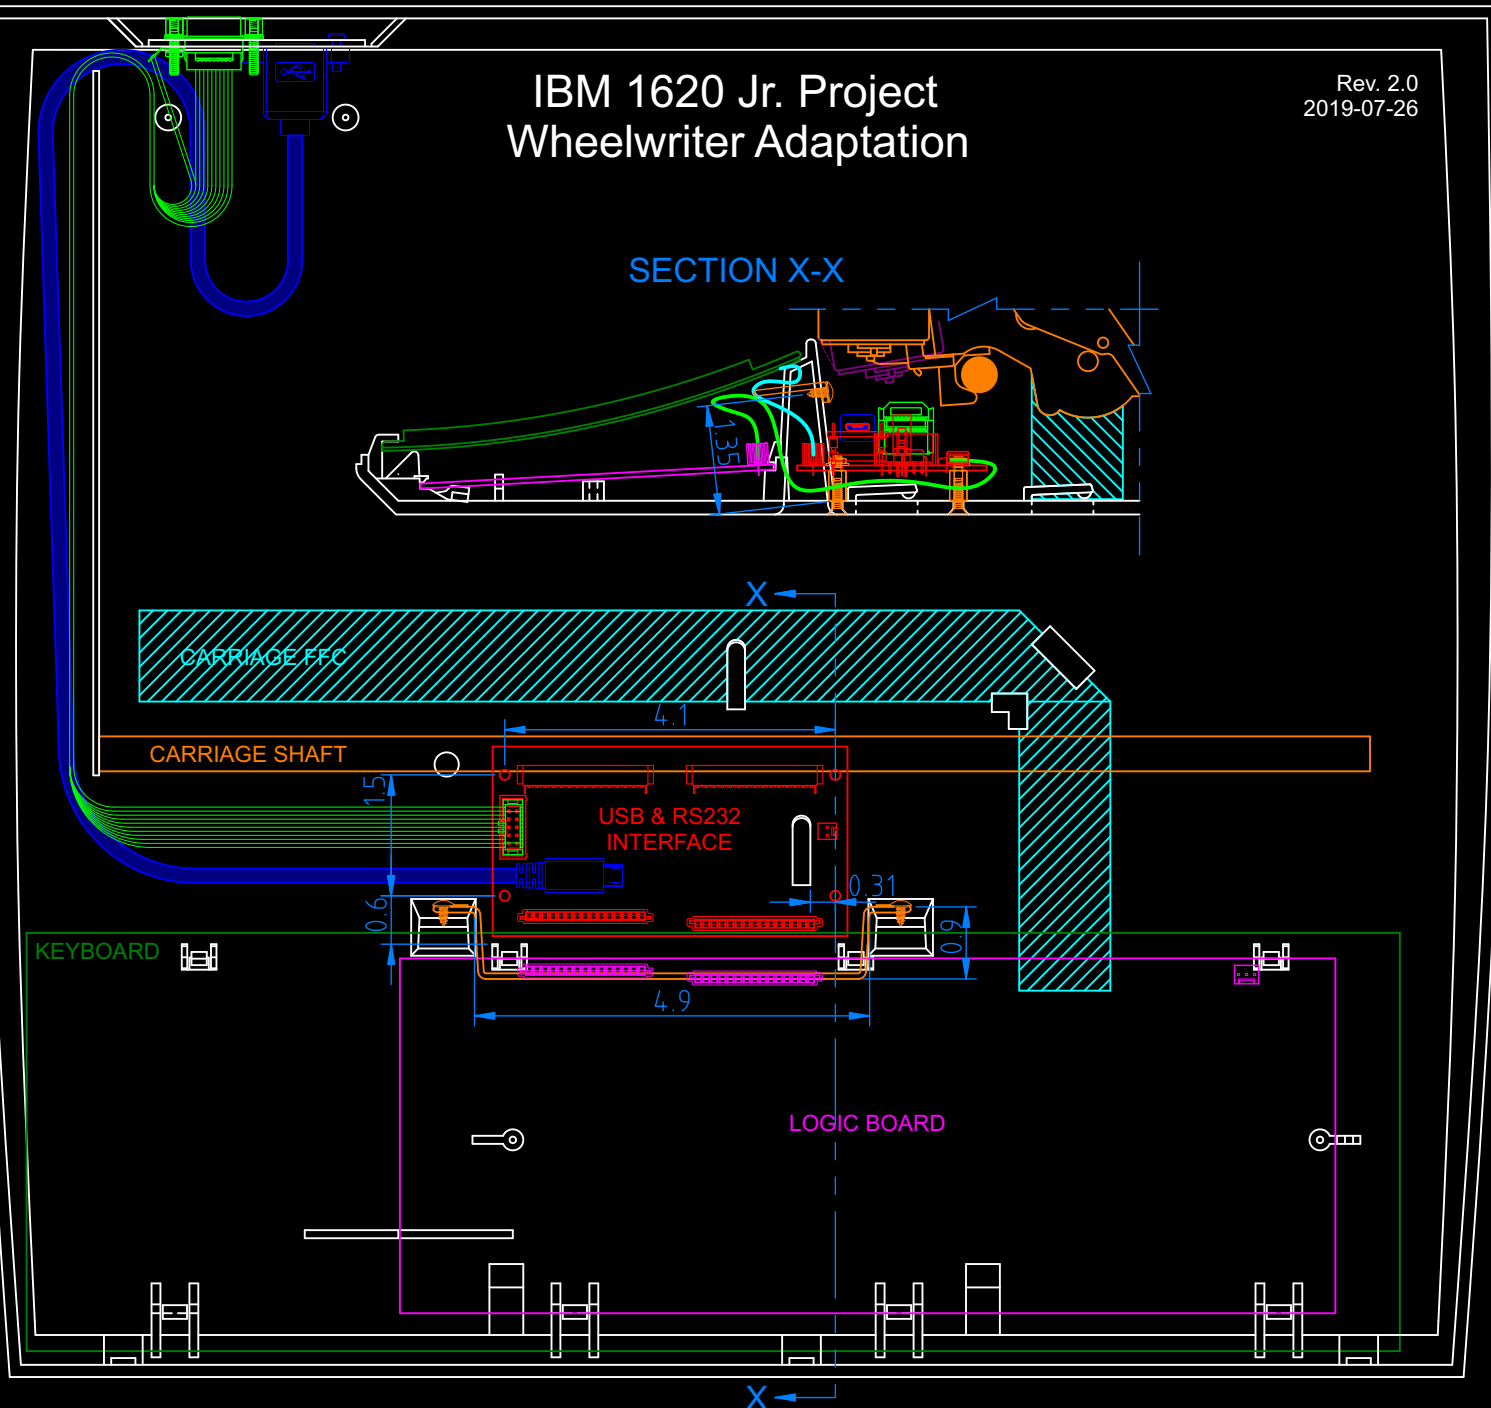 IBM 1620 Jr. Project
Wheelwriter Adaptation
Rev. 2.0
2019-07-26
SECTION X-X
1.35
X
CARRIAGE FFC
4.1
CARRIAGE SHAFT
1.5
USB & RS232
INTERFACE
0.31
0.6
0.9
KEYBOARD
4.9
LOGIC BOARD
X